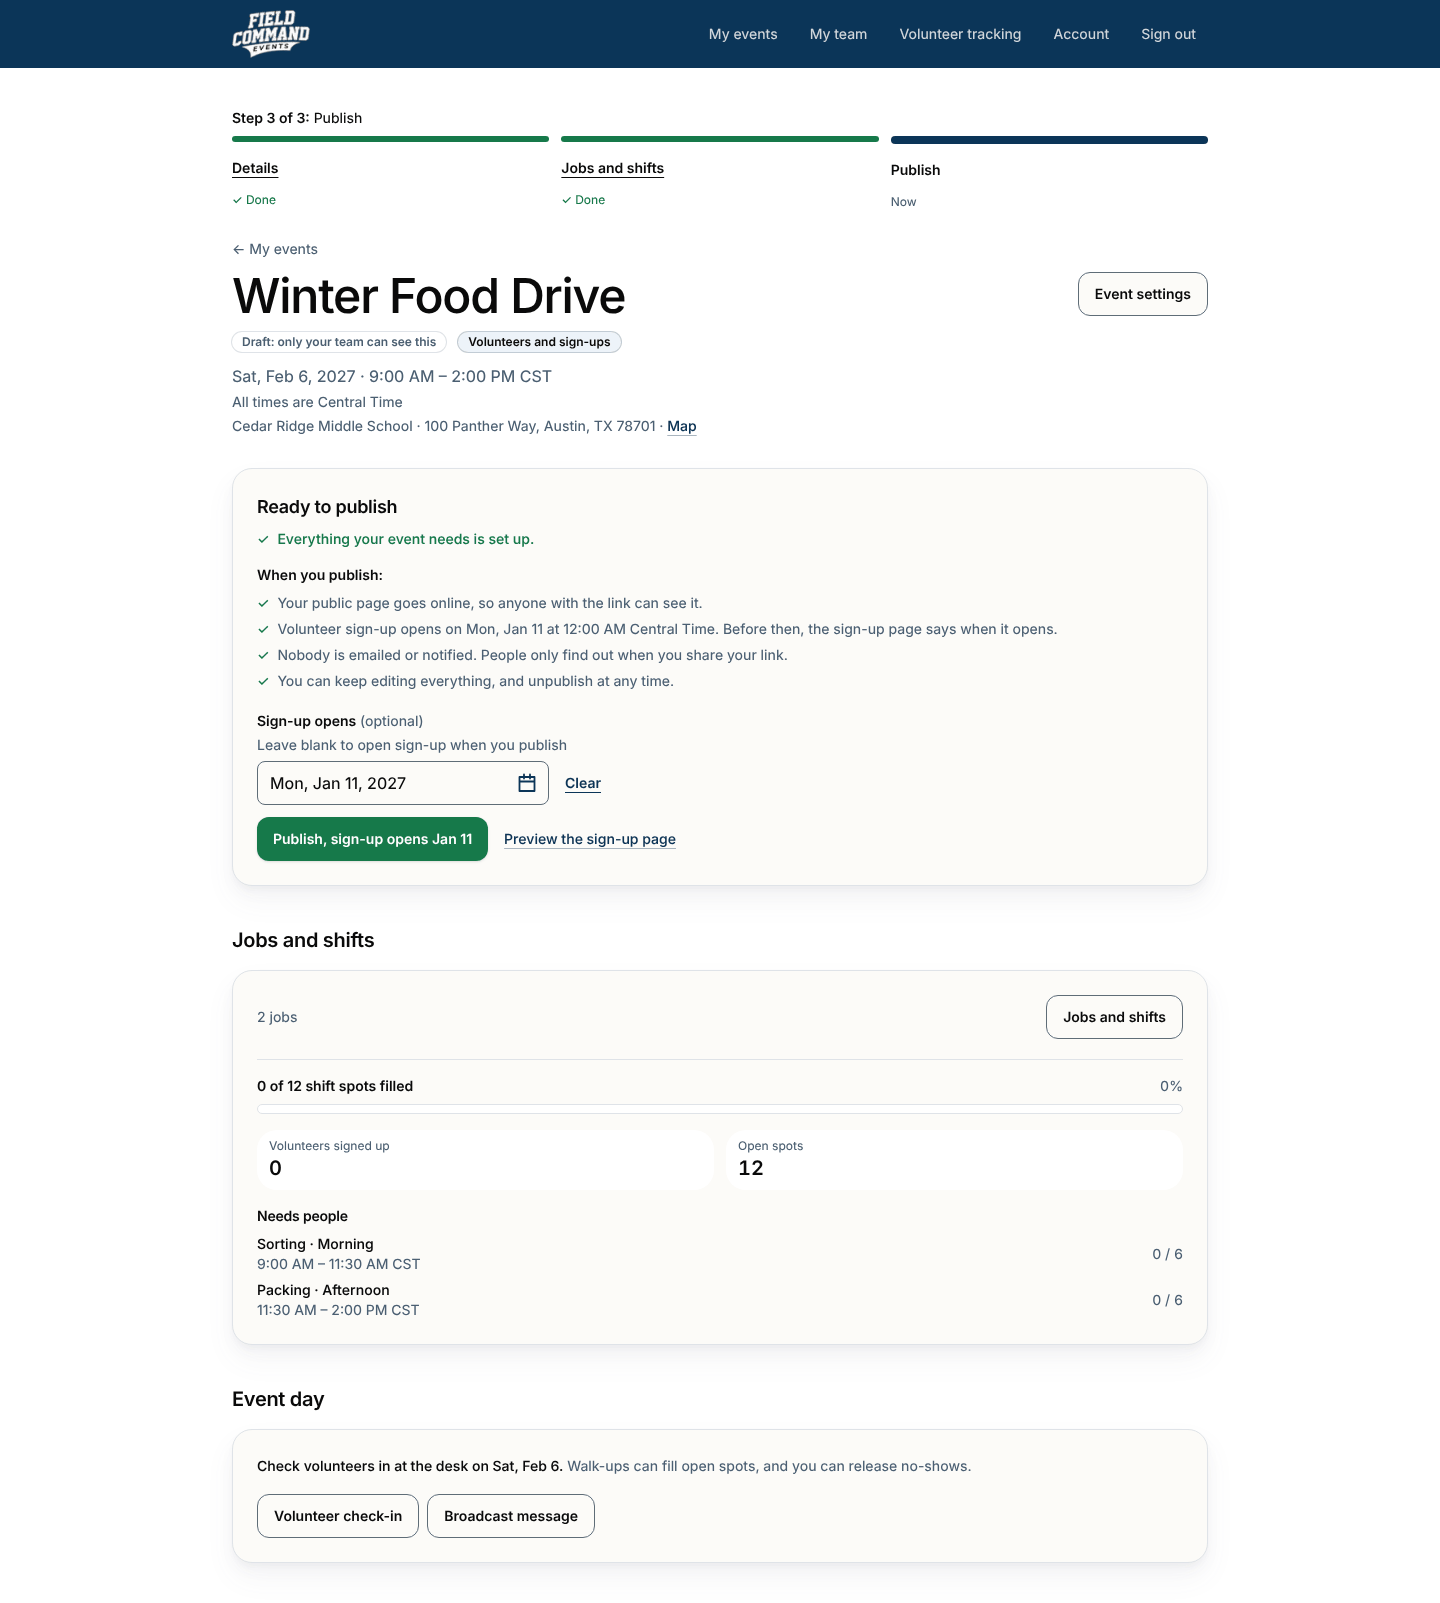 FIELD
COMMAND
EVENTS
My events
My team
Volunteer tracking
Account
Sign out
Step 3 of 3: Publish
Details
✓ Done
Jobs and shifts
✓ Done
Publish
Now
← My events
Winter Food Drive
Event settings
Draft: only your team can see this
Volunteers and sign-ups
Sat, Feb 6, 2027 · 9:00 AM – 2:00 PM CST
All times are Central Time
Cedar Ridge Middle School · 100 Panther Way, Austin, TX 78701 · Map
Ready to publish
✓ Everything your event needs is set up.
When you publish:
✓ Your public page goes online, so anyone with the link can see it.
✓ Volunteer sign-up opens on Mon, Jan 11 at 12:00 AM Central Time. Before then, the sign-up page says when it opens.
✓ Nobody is emailed or notified. People only find out when you share your link.
✓ You can keep editing everything, and unpublish at any time.
Sign-up opens (optional)
Leave blank to open sign-up when you publish
Mon, Jan 11, 2027
Clear
Publish, sign-up opens Jan 11
Preview the sign-up page
Jobs and shifts
2 jobs
Jobs and shifts
0 of 12 shift spots filled
0%
Volunteers signed up
0
Open spots
12
Needs people
Sorting · Morning
9:00 AM – 11:30 AM CST
0 / 6
Packing · Afternoon
11:30 AM – 2:00 PM CST
0 / 6
Event day
Check volunteers in at the desk on Sat, Feb 6. Walk-ups can fill open spots, and you can release no-shows.
Volunteer check-in
Broadcast message